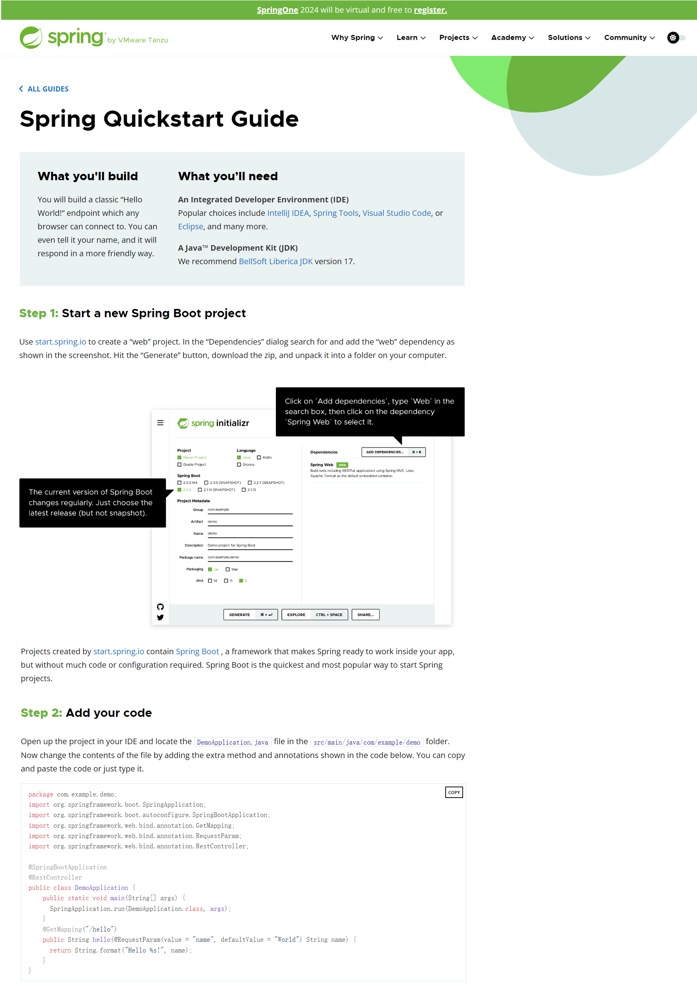 SpringOne 2024 will be virtual and free to register.
spring® by VMware Tanzu
Why Spring Learn Projects Academy Solutions Community
ALL GUIDES
Spring Quickstart Guide
What you'll build
You will build a classic “Hello
World!” endpoint which any
browser can connect to. You can
even tell it your name, and it will
respond in a more friendly way.
What you’ll need
An Integrated Developer Environment (IDE)
Popular choices include IntelliJ IDEA, Spring Tools, Visual Studio Code, or
Eclipse, and many more.
A Java™ Development Kit (JDK)
We recommend BellSoft Liberica JDK version 17.
Step 1: Start a new Spring Boot project
Use start.spring.io to create a “web” project. In the “Dependencies” dialog search for and add the “web” dependency as
shown in the screenshot. Hit the “Generate” button, download the zip, and unpack it into a folder on your computer.
Click on ´Add dependencies´, type `Web` in the
search box, then click on the dependency
´Spring Web´ to select it.
spring initializr
Project
Maven Project
Gradle Project
Language
Java Kotlin
Groovy
Spring Boot
2.3.0 M4 2.3.0 (SNAPSHOT) 2.2.7 (SNAPSHOT)
2.2.6 2.1.14 (SNAPSHOT) 2.1.13
The current version of Spring Boot
changes regularly. Just choose the
latest release (but not snapshot).
Project Metadata
Group com.example
Artifact demo
Name demo
Description Demo project for Spring Boot
Package name com.example.demo
Packaging Jar War
Java 14 11 8
Dependencies ADD DEPENDENCIES... ⌘ + B
Spring Web WEB
Build web, including RESTful, applications using Spring MVC. Uses
Apache Tomcat as the default embedded container.
GENERATE ⌘ + ↵ EXPLORE CTRL + SPACE SHARE...
Projects created by start.spring.io contain Spring Boot , a framework that makes Spring ready to work inside your app,
but without much code or configuration required. Spring Boot is the quickest and most popular way to start Spring
projects.
Step 2: Add your code
Open up the project in your IDE and locate the DemoApplication.java file in the src/main/java/com/example/demo folder.
Now change the contents of the file by adding the extra method and annotations shown in the code below. You can copy
and paste the code or just type it.
COPY
package com.example.demo;
import org.springframework.boot.SpringApplication;
import org.springframework.boot.autoconfigure.SpringBootApplication;
import org.springframework.web.bind.annotation.GetMapping;
import org.springframework.web.bind.annotation.RequestParam;
import org.springframework.web.bind.annotation.RestController;
@SpringBootApplication
@RestController
public class DemoApplication {
    public static void main(String[] args) {
      SpringApplication.run(DemoApplication.class, args);
    }
    @GetMapping("/hello")
    public String hello(@RequestParam(value = "name", defaultValue = "World") String name) {
      return String.format("Hello %s!", name);
    }
}